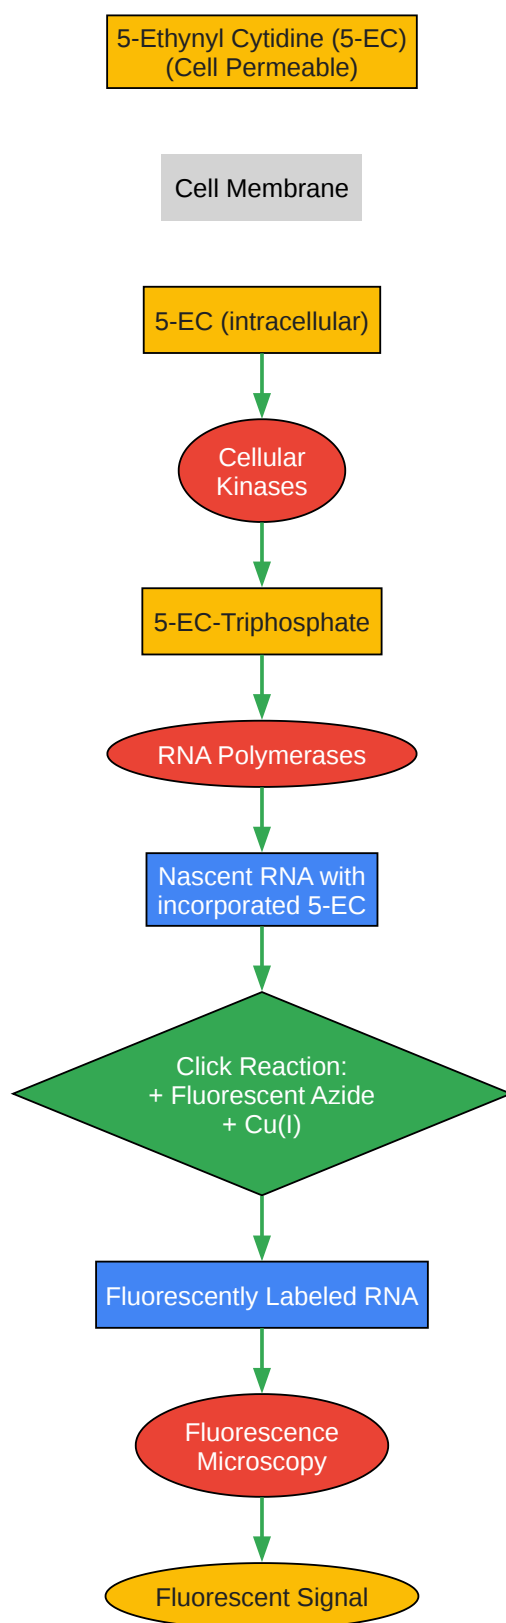 5-Ethynyl Cytidine (5-EC)
(Cell Permeable)
Cell Membrane
5-EC (intracellular)
Cellular
Kinases
5-EC-Triphosphate
RNA Polymerases
Nascent RNA with
incorporated 5-EC
Click Reaction:
+ Fluorescent Azide
+ Cu(I)
Fluorescently Labeled RNA
Fluorescence
Microscopy
Fluorescent Signal